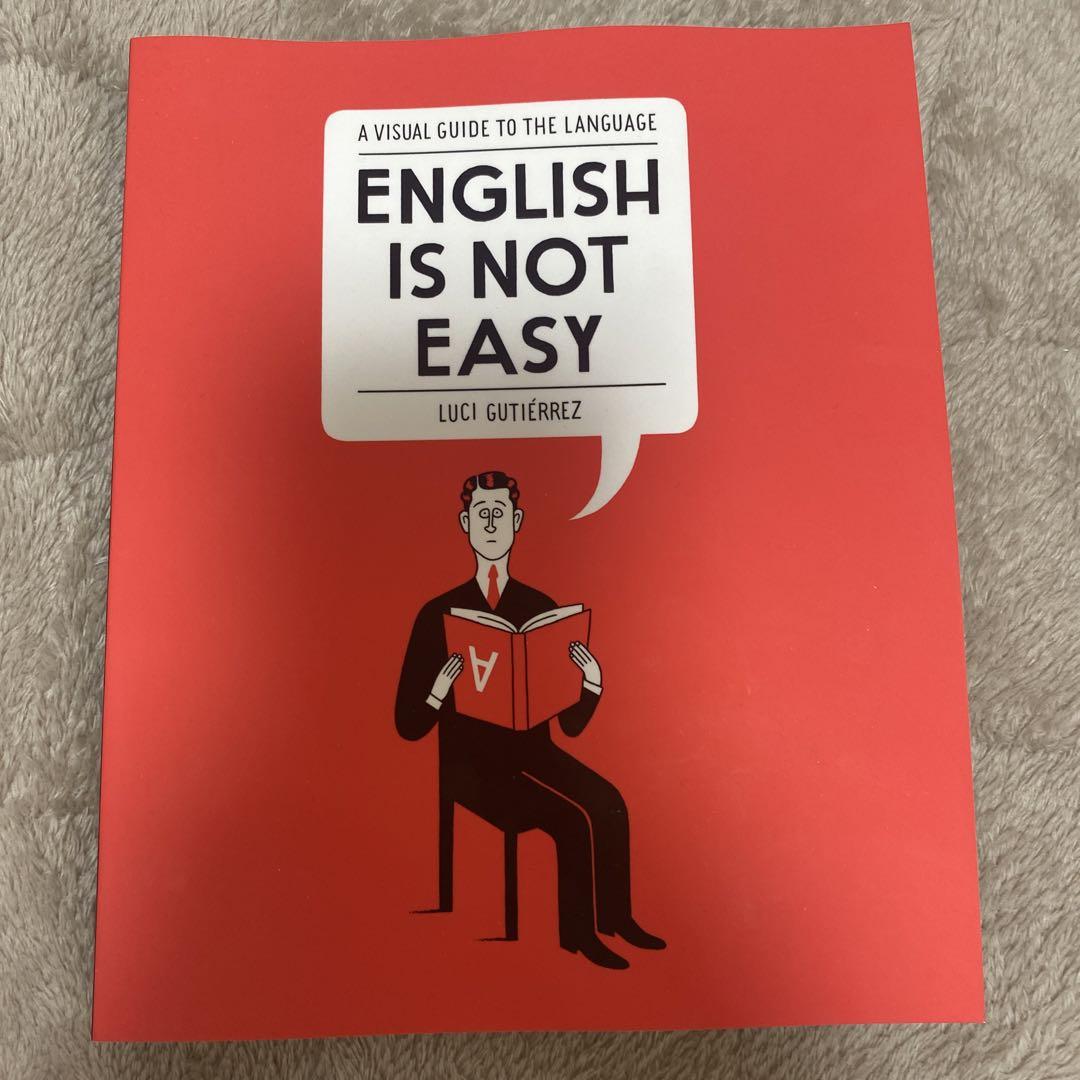 A VISUAL GUIDE TO THE LANGUAGE
ENGLISH
IS NOT
EASY
LUCI GUTIÉRREZ
A